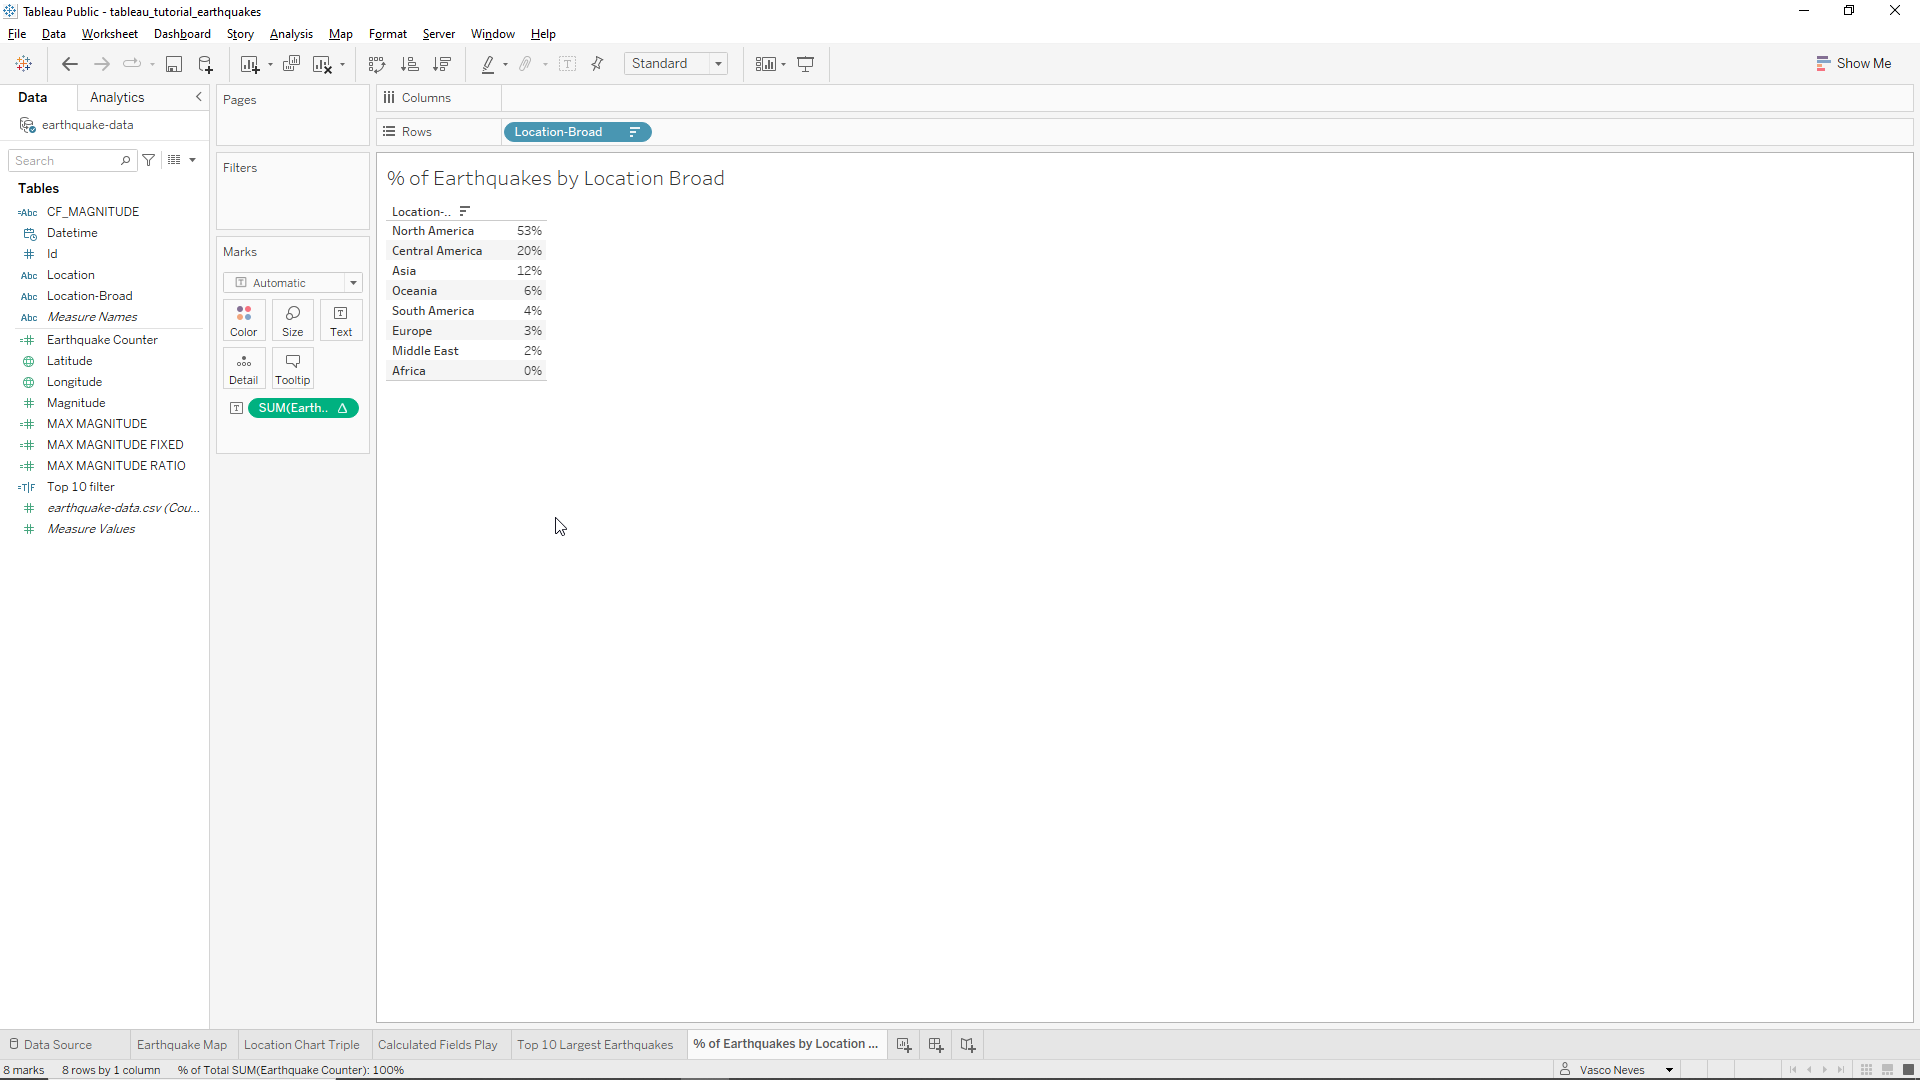 Tableau Public - tableau_tutorial_earthquakes
File Data Worksheet Dashboard Story Analysis Map Format Server Window Help
Standard
Show Me
Data Analytics
earthquake-data
Search
Tables
Abc CF_MAGNITUDE
Datetime
Id
Abc Location
Abc Location-Broad
Abc Measure Names
Earthquake Counter
Latitude
Longitude
Magnitude
MAX MAGNITUDE
MAX MAGNITUDE FIXED
MAX MAGNITUDE RATIO
T|F Top 10 filter
earthquake-data.csv (Cou...
Measure Values
Pages
Filters
Marks
Automatic
Color Size Text
Detail Tooltip
SUM(Earth..
Columns
Rows Location-Broad
% of Earthquakes by Location Broad
Location-..
North America 53%
Central America 20%
Asia 12%
Oceania 6%
South America 4%
Europe 3%
Middle East 2%
Africa 0%
Data Source Earthquake Map Location Chart Triple Calculated Fields Play Top 10 Largest Earthquakes % of Earthquakes by Location ...
8 marks 8 rows by 1 column % of Total SUM(Earthquake Counter): 100% Vasco Neves